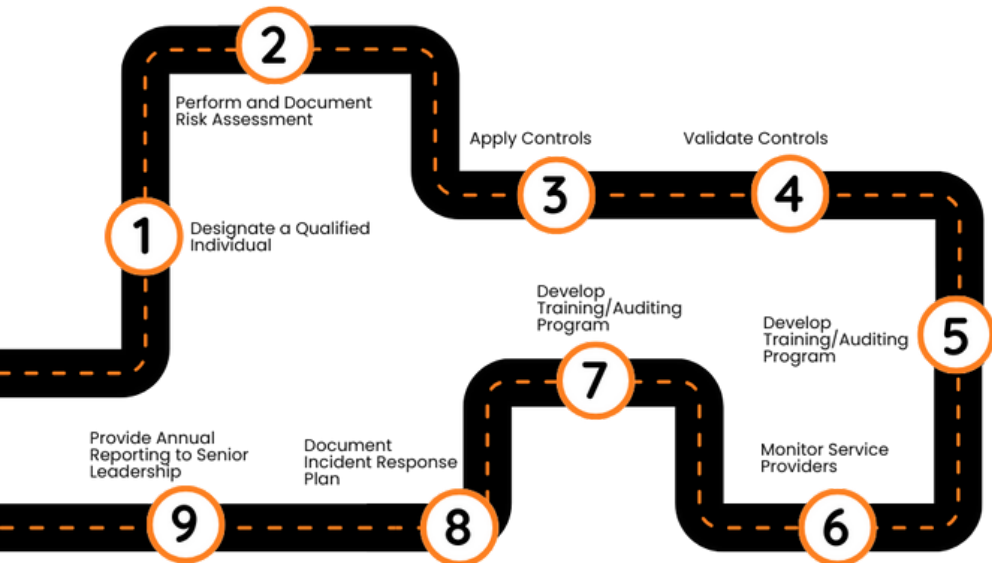 1
Designate a Qualified
Individual
2
Perform and Document
Risk Assessment
3
Apply Controls
4
Validate Controls
5
Develop
Training/Auditing
Program
6
Monitor Service
Providers
7
Develop
Training/Auditing
Program
8
Document
Incident Response
Plan
9
Provide Annual
Reporting to Senior
Leadership